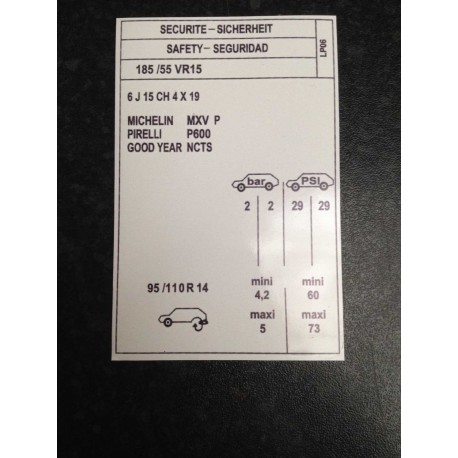 SECURITE – SICHERHEIT
SAFETY – SEGURIDAD
LP06
185 /55 VR15
6 J 15 CH 4 X 19
MICHELIN MXV P
PIRELLI P600
GOOD YEAR NCTS
bar PSI
2 2 29 29
95 /110 R 14
mini mini
4,2 60
maxi maxi
5 73